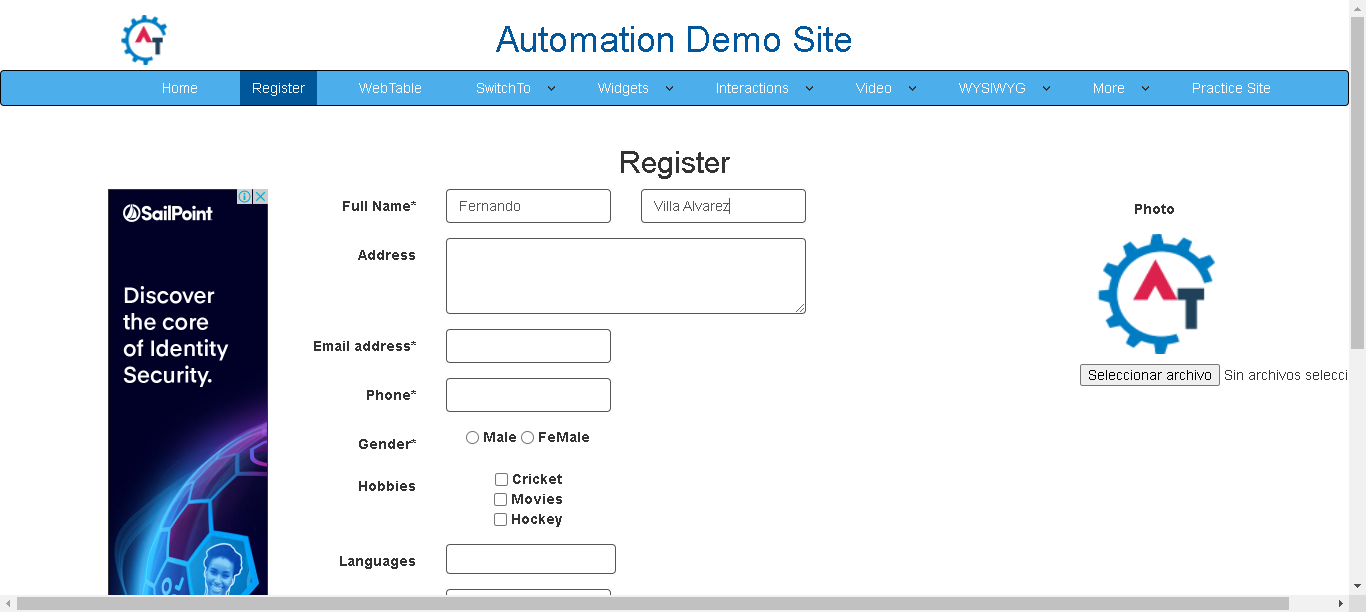 AT
Automation Demo Site
Home Register WebTable SwitchTo Widgets Interactions Video WYSIWYG More Practice Site
Register
SailPoint
Discover
the core
of Identity
Security.
Full Name* Fernando Villa Alvarez
Address
Email address*
Phone*
Gender* Male FeMale
Hobbies Cricket
Movies
Hockey
Languages
Photo
AT
Seleccionar archivo Sin archivos selecci